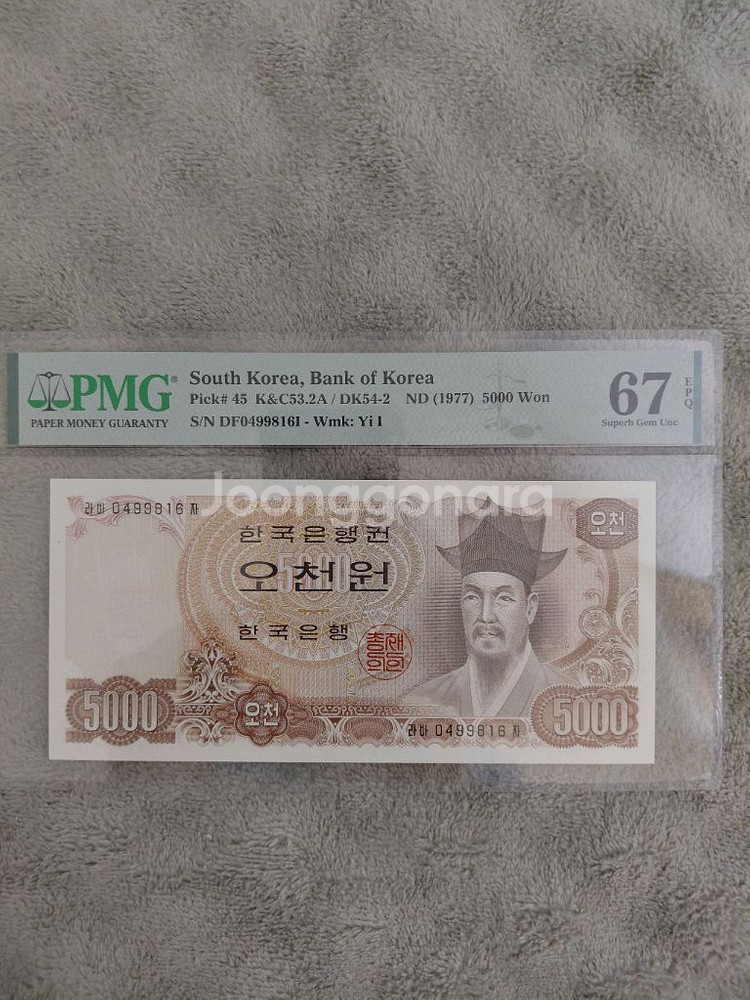 PMG®
PAPER MONEY GUARANTY
South Korea, Bank of Korea
Pick# 45 K&C53.2A / DK54-2 ND (1977) 5000 Won
S/N DF0499816I - Wmk: Yi I
67
EPQ
Superb Gem Unc
Joonggonara
라마 0499816 자
오천
한국은행권
오천원
한국은행
총재의인
5000
오천
5000
라마 0499816 자